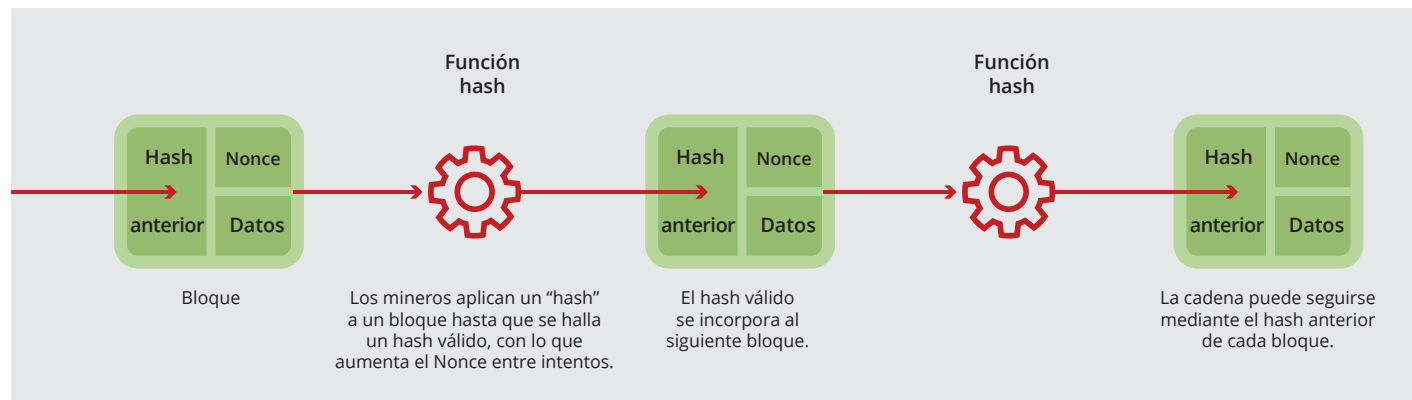 Función
hash
Función
hash
Hash
anterior
Nonce
Datos
Hash
anterior
Nonce
Datos
Hash
anterior
Nonce
Datos
Bloque
Los mineros aplican un “hash”
a un bloque hasta que se halla
un hash válido, con lo que
aumenta el Nonce entre intentos.
El hash válido
se incorpora al
siguiente bloque.
La cadena puede seguirse
mediante el hash anterior
de cada bloque.